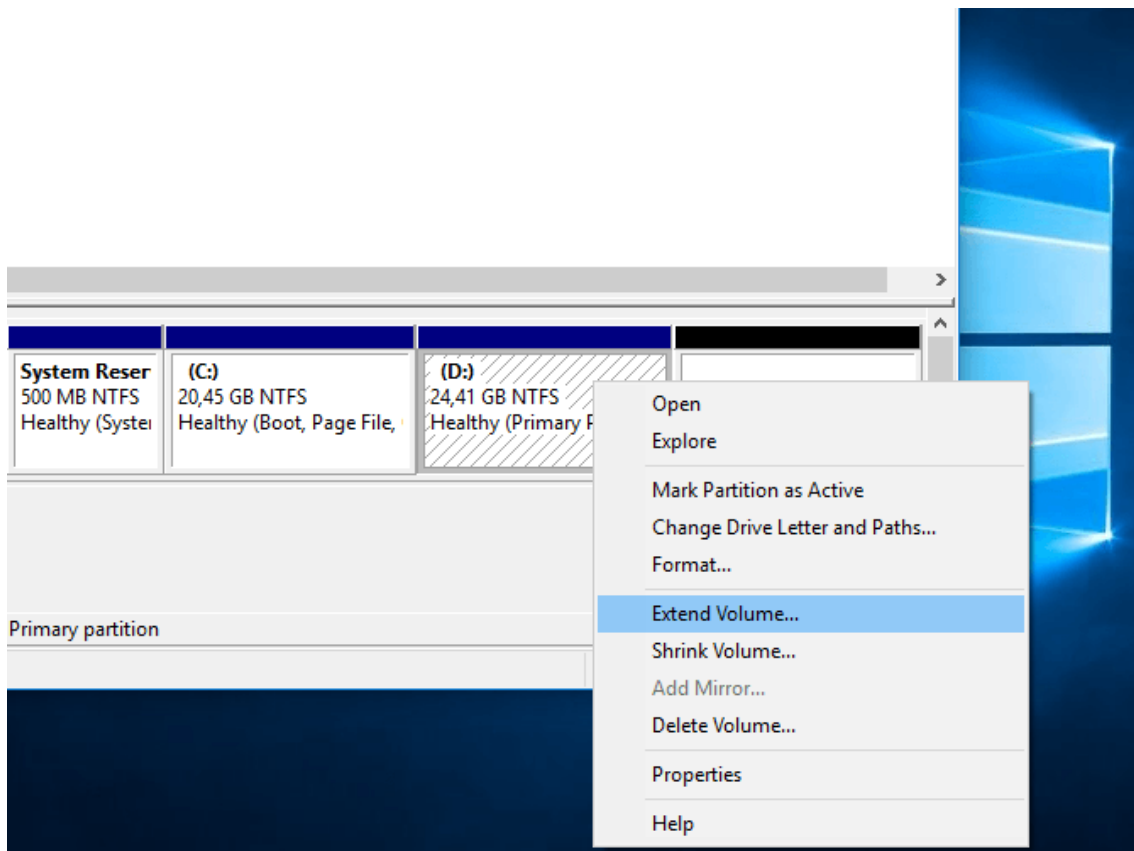 System Reser
500 MB NTFS
Healthy (Syster
(C:)
20,45 GB NTFS
Healthy (Boot, Page File,
(D:)
24,41 GB NTFS
Healthy (Primary P
Primary partition
Open
Explore
Mark Partition as Active
Change Drive Letter and Paths...
Format...
Extend Volume...
Shrink Volume...
Add Mirror...
Delete Volume...
Properties
Help